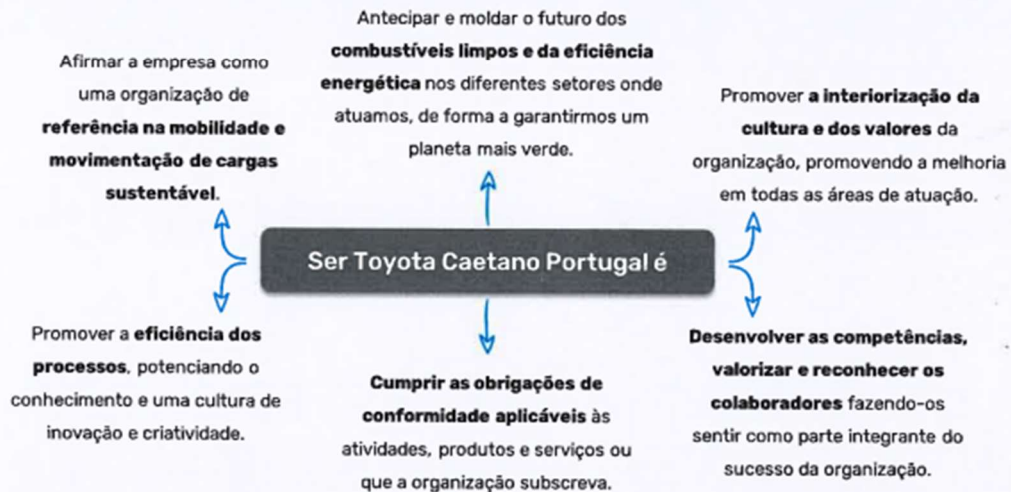 Afirmar a empresa como
uma organização de
referência na mobilidade e
movimentação de cargas
sustentável.
Antecipar e moldar o futuro dos
combustíveis limpos e da eficiência
energética nos diferentes setores onde
atuamos, de forma a garantirmos um
planeta mais verde.
Promover a interiorização da
cultura e dos valores da
organização, promovendo a melhoria
em todas as áreas de atuação.
Ser Toyota Caetano Portugal é
Promover a eficiência dos
processos, potenciando o
conhecimento e uma cultura de
inovação e criatividade.
Cumprir as obrigações de
conformidade aplicáveis às
atividades, produtos e serviços ou
que a organização subscreva.
Desenvolver as competências,
valorizar e reconhecer os
colaboradores fazendo-os
sentir como parte integrante do
sucesso da organização.